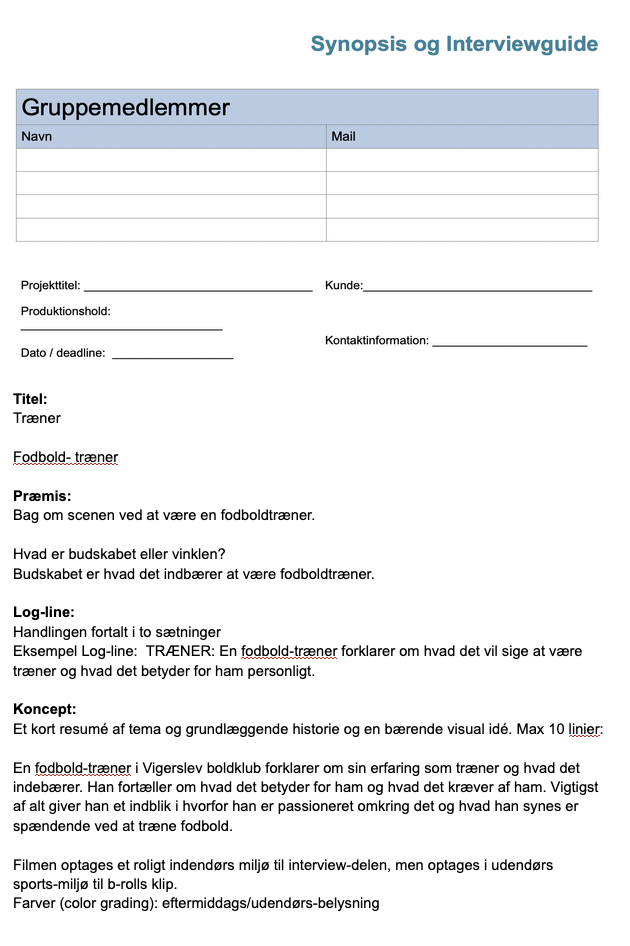 Synopsis og Interviewguide
Gruppemedlemmer
Navn Mail
Projekttitel: Kunde:
Produktionshold:
Kontaktinformation:
Dato / deadline:
Titel:
Træner
Fodbold- træner
Præmis:
Bag om scenen ved at være en fodboldtræner.
Hvad er budskabet eller vinklen?
Budskabet er hvad det indbærer at være fodboldtræner.
Log-line:
Handlingen fortalt i to sætninger
Eksempel Log-line:  TRÆNER: En fodbold-træner forklarer om hvad det vil sige at være
træner og hvad det betyder for ham personligt.
Koncept:
Et kort resumé af tema og grundlæggende historie og en bærende visual idé. Max 10 linier:
En fodbold-træner i Vigerslev boldklub forklarer om sin erfaring som træner og hvad det
indebærer. Han fortæller om hvad det betyder for ham og hvad det kræver af ham. Vigtigst
af alt giver han et indblik i hvorfor han er passioneret omkring det og hvad han synes er
spændende ved at træne fodbold.
Filmen optages et roligt indendørs miljø til interview-delen, men optages i udendørs
sports-miljø til b-rolls klip.
Farver (color grading): eftermiddags/udendørs-belysning